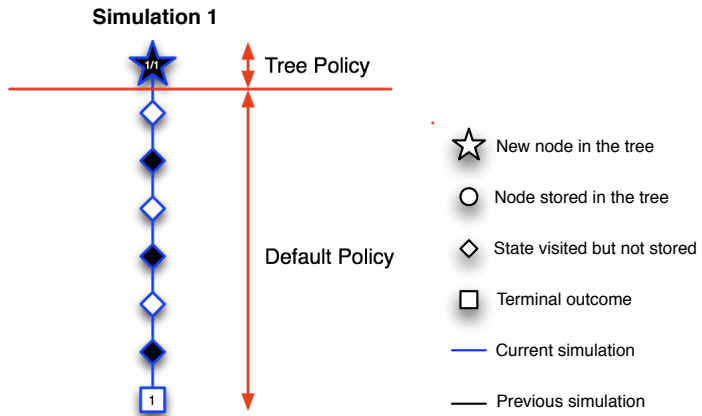 Simulation 1
1/1
Tree Policy
Default Policy
1
New node in the tree
Node stored in the tree
State visited but not stored
Terminal outcome
Current simulation
Previous simulation